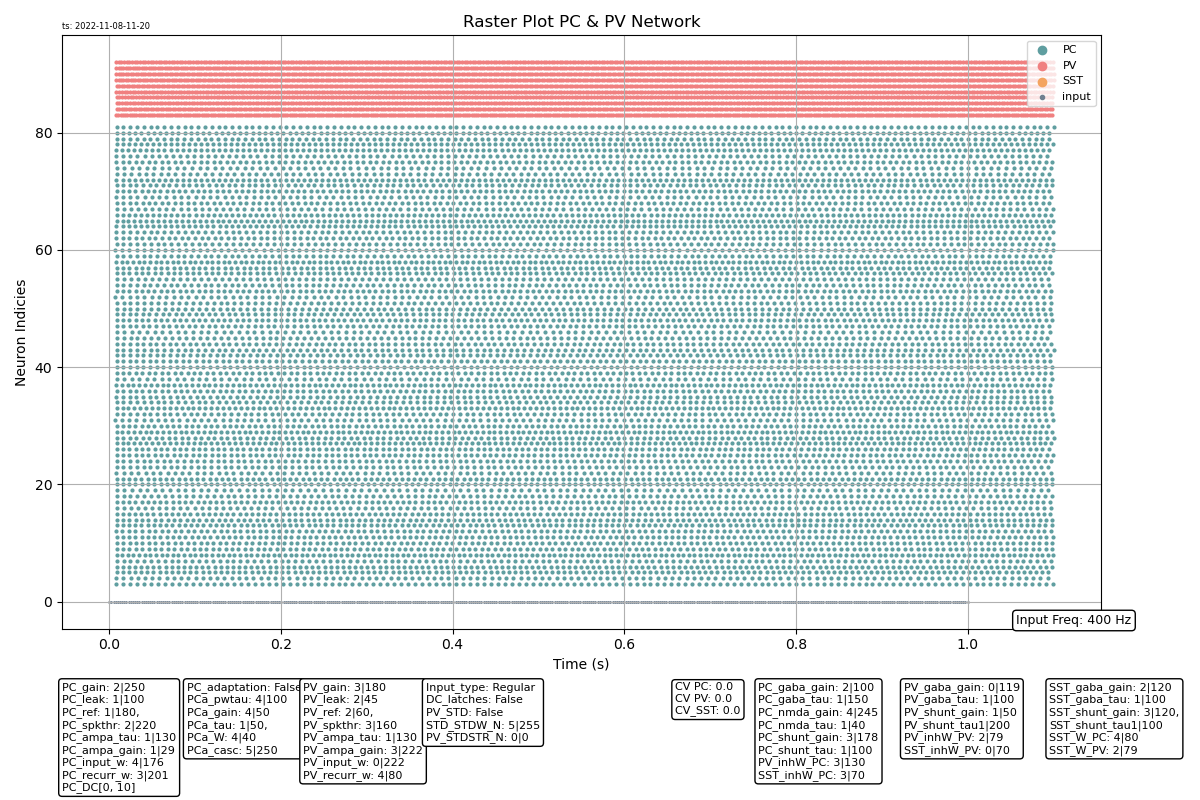 ts: 2022-11-08-11-20
Raster Plot PC & PV Network
PC
PV
SST
input
Neuron Indicies
80
60
40
20
0
0.0
0.2
0.4
0.6
0.8
1.0
Time (s)
Input Freq: 400 Hz
PC_gain: 2|250
PC_leak: 1|100
PC_ref: 1|180,
PC_spkthr: 2|220
PC_ampa_tau: 1|130
PC_ampa_gain: 1|29
PC_input_w: 4|176
PC_recurr_w: 3|201
PC_DC[0, 10]
PC_adaptation: False
PCa_pwtau: 4|100
PCa_gain: 4|50
PCa_tau: 1|50,
PCa_W: 4|40
PCa_casc: 5|250
PV_gain: 3|180
PV_leak: 2|45
PV_ref: 2|60,
PV_spkthr: 3|160
PV_ampa_tau: 1|130
PV_ampa_gain: 3|222
PV_input_w: 0|222
PV_recurr_w: 4|80
Input_type: Regular
DC_latches: False
PV_STD: False
STD_STDW_N: 5|255
PV_STDSTR_N: 0|0
CV PC: 0.0
CV PV: 0.0
CV_SST: 0.0
PC_gaba_gain: 2|100
PC_gaba_tau: 1|150
PC_nmda_gain: 4|245
PC_nmda_tau: 1|40
PC_shunt_gain: 3|178
PC_shunt_tau: 1|100
PV_inhW_PC: 3|130
SST_inhW_PC: 3|70
PV_gaba_gain: 0|119
PV_gaba_tau: 1|100
PV_shunt_gain: 1|50
PV_shunt_tau1|200
PV_inhW_PV: 2|79
SST_inhW_PV: 0|70
SST_gaba_gain: 2|120
SST_gaba_tau: 1|100
SST_shunt_gain: 3|120,
SST_shunt_tau1|100
SST_W_PC: 4|80
SST_W_PV: 2|79